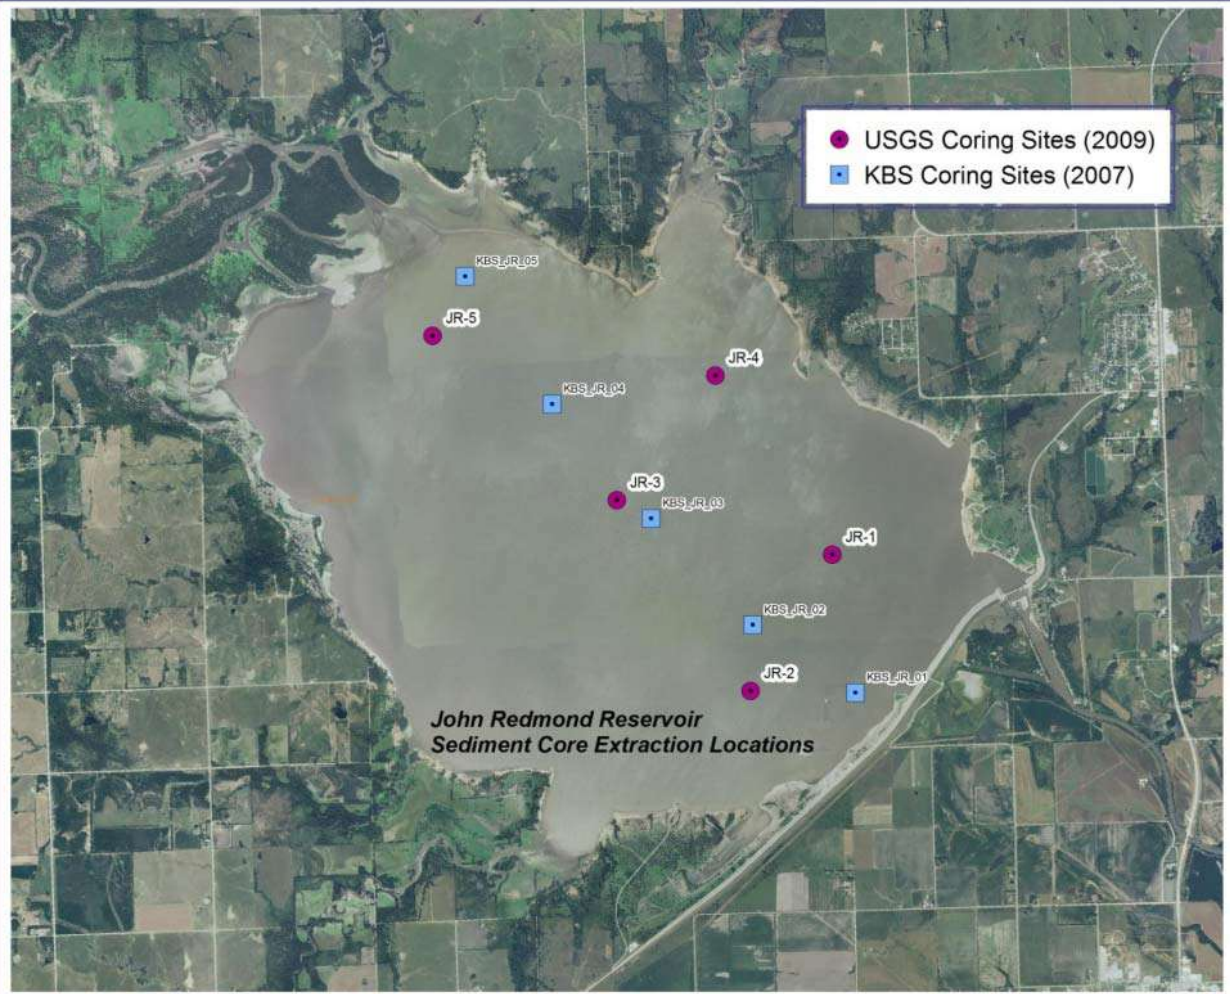 USGS Coring Sites (2009)
KBS Coring Sites (2007)
KBS_JR_05
JR-5
JR-4
KBS_JR_04
JR-3
KBS_JR_03
JR-1
KBS_JR_02
JR-2
KBS_JR_01
John Redmond Reservoir
Sediment Core Extraction Locations